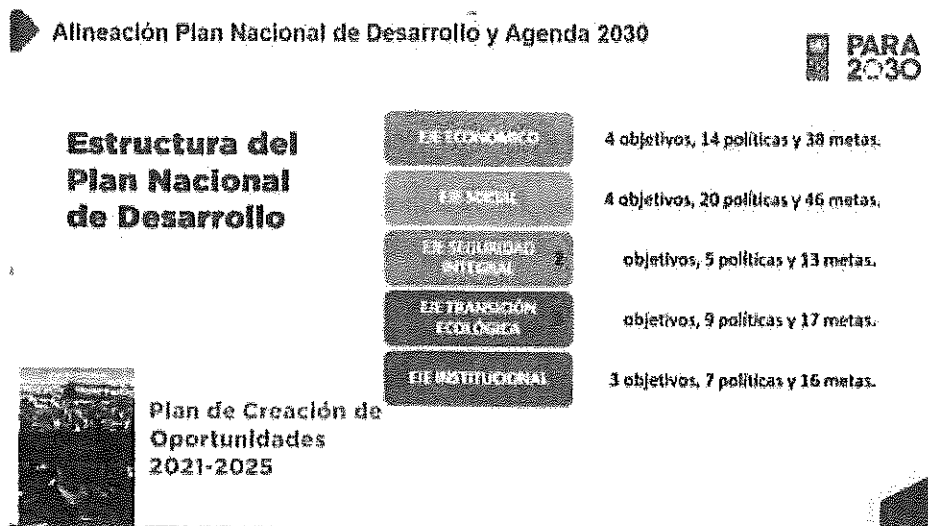 Alineación Plan Nacional de Desarrollo y Agenda 2030
PARA
2030
Estructura del
Plan Nacional
de Desarrollo
EJE ECONÓMICO
4 objetivos, 14 políticas y 38 metas.
EJE SOCIAL
4 objetivos, 20 políticas y 46 metas.
EJE SEGURIDAD
INTEGRAL
2 objetivos, 5 políticas y 13 metas.
EJE TRANSICIÓN
ECOLÓGICA
objetivos, 9 políticas y 17 metas.
EJE INSTITUCIONAL
3 objetivos, 7 políticas y 16 metas.
Plan de Creación de
Oportunidades
2021-2025